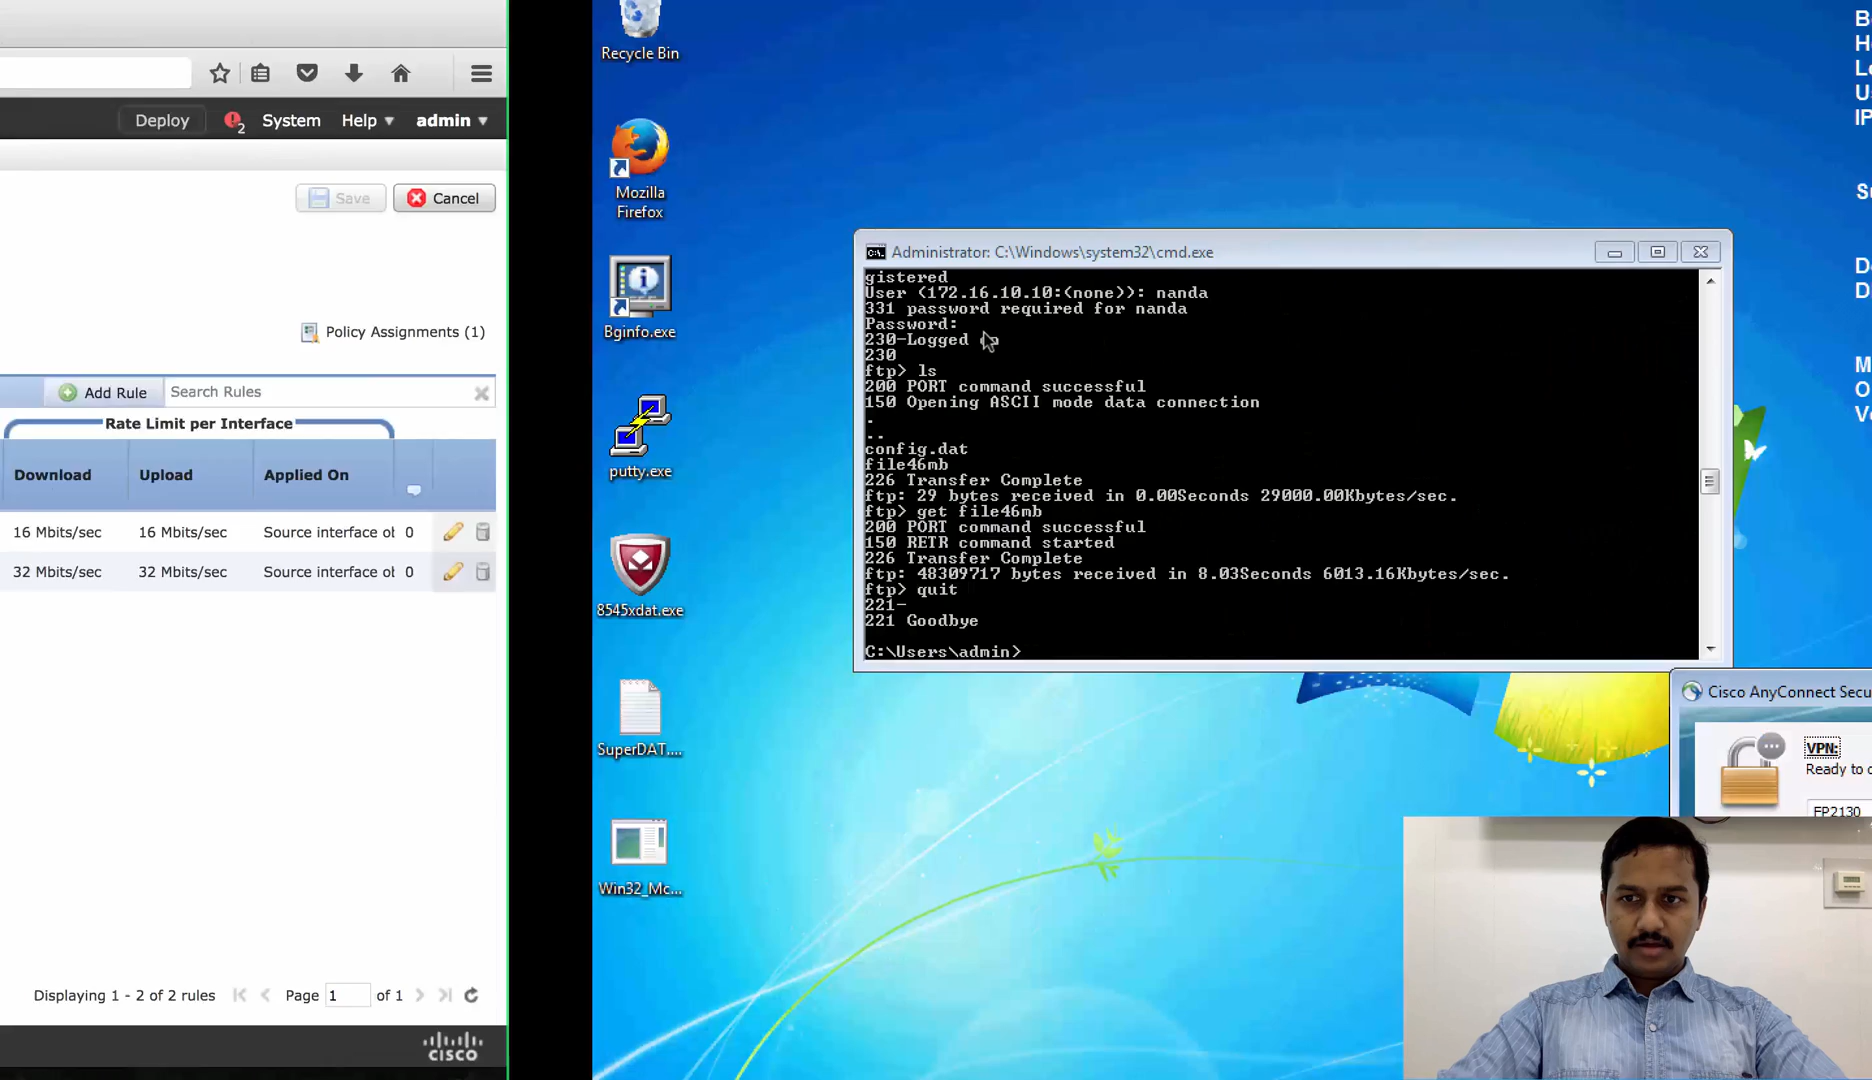 Deploy
2
System
Help
admin
Save
Cancel
Policy Assignments (1)
Add Rule
Search Rules
Rate Limit per Interface
Download
Upload
Applied On
16 Mbits/sec
16 Mbits/sec
Source interface ob
0
32 Mbits/sec
32 Mbits/sec
Source interface ob
0
Displaying 1 - 2 of 2 rules
Page
1
of 1
CISCO
Recycle Bin
Mozilla
Firefox
Bginfo.exe
putty.exe
8545xdat.exe
SuperDAT....
Win32_Mc...
Administrator: C:\Windows\system32\cmd.exe
gistered
User (172.16.10.10:(none)): nanda
331 password required for nanda
Password:
230-Logged
230
ftp> ls
200 PORT command successful
150 Opening ASCII mode data connection
.
..
config.dat
file46mb
226 Transfer Complete
ftp: 29 bytes received in 0.00Seconds 29000.00Kbytes/sec.
ftp> get file46mb
200 PORT command successful
150 RETR command started
226 Transfer Complete
ftp: 48309717 bytes received in 8.03Seconds 6013.16Kbytes/sec.
ftp> quit
221-
221 Goodbye
C:\Users\admin>
Cisco AnyConnect Secu
VPN:
Ready to c
FP2130